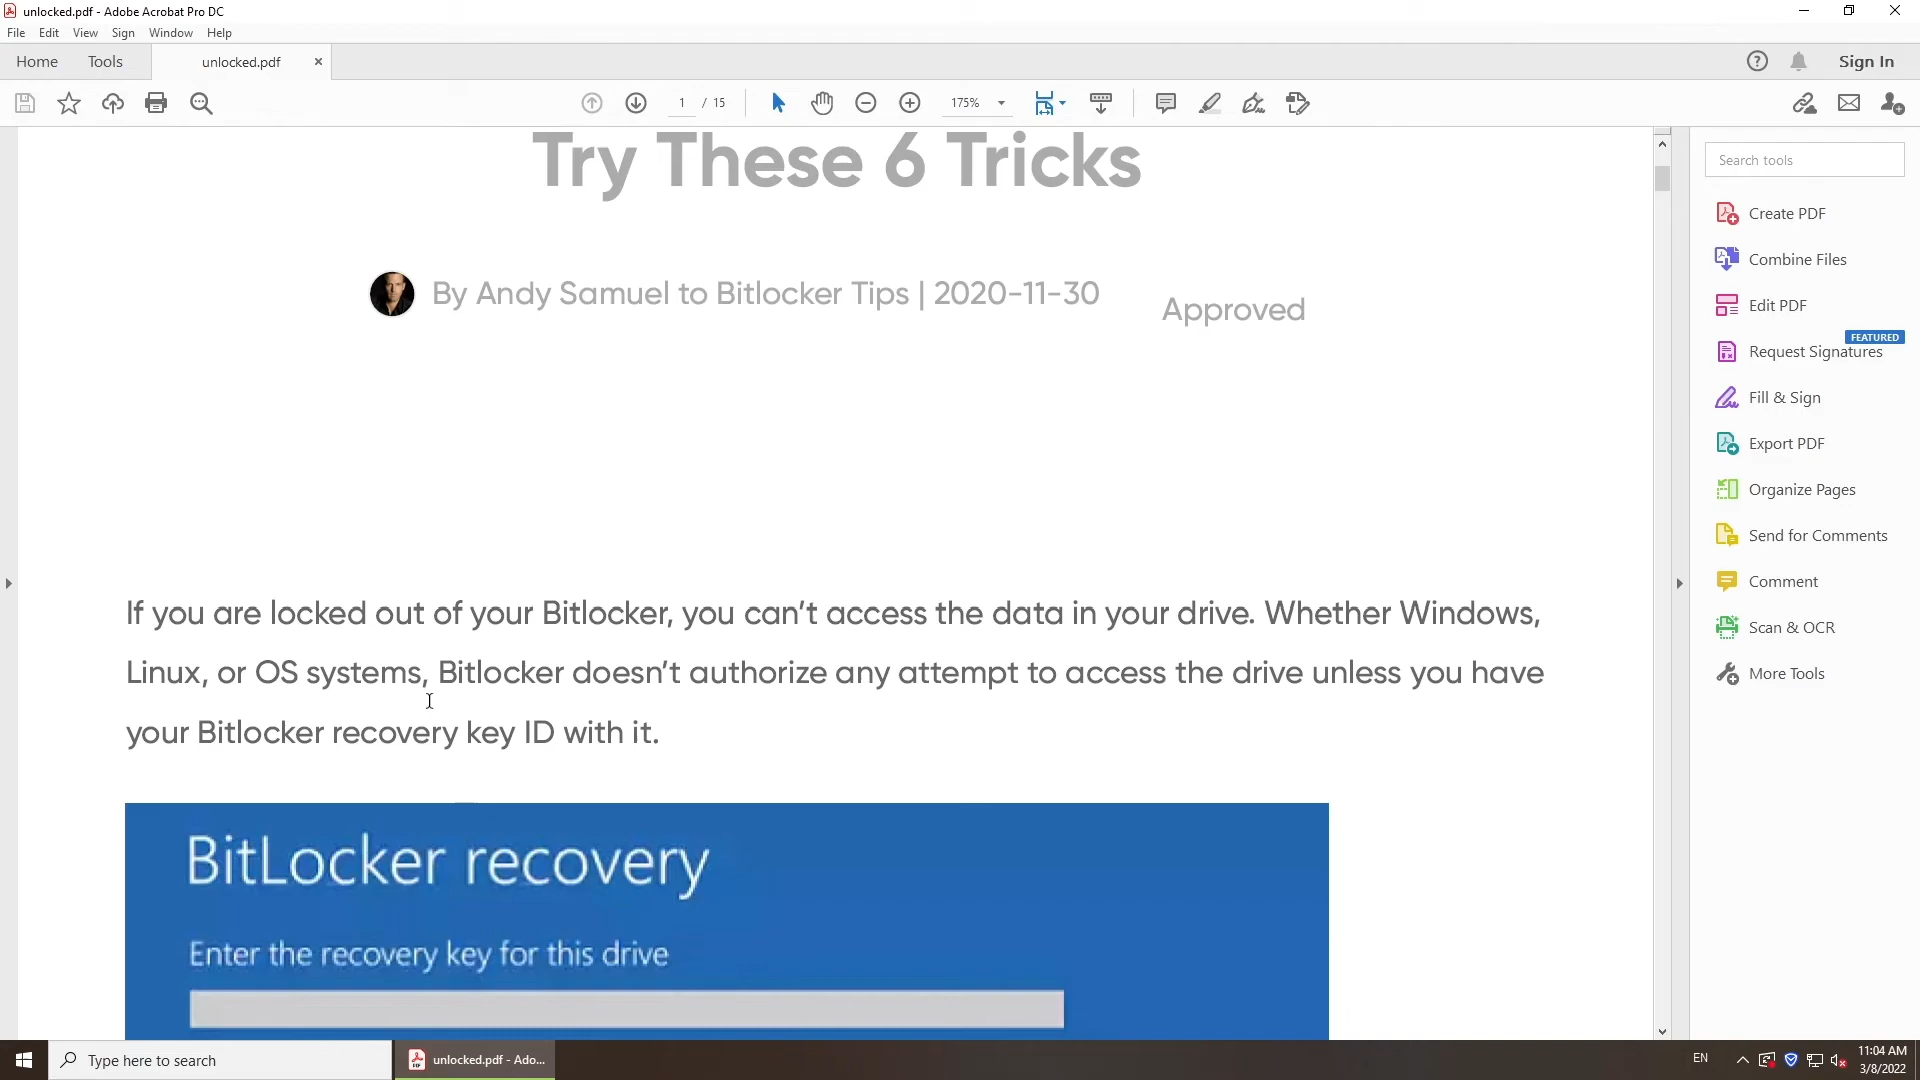 unlocked.pdf - Adobe Acrobat Pro DC
File Edit View Sign Window Help
Home Tools unlocked.pdf × Sign In
1 / 15 175%
Try These 6 Tricks
By Andy Samuel to Bitlocker Tips | 2020-11-30
Approved
If you are locked out of your Bitlocker, you can't access the data in your drive. Whether Windows,
Linux, or OS systems, Bitlocker doesn't authorize any attempt to access the drive unless you have
your Bitlocker recovery key ID with it.
BitLocker recovery
Enter the recovery key for this drive
Search tools
Create PDF
Combine Files
Edit PDF
FEATURED
Request Signatures
Fill & Sign
Export PDF
Organize Pages
Send for Comments
Comment
Scan & OCR
More Tools
Type here to search
unlocked.pdf - Ado...
EN
11:04 AM
3/8/2022